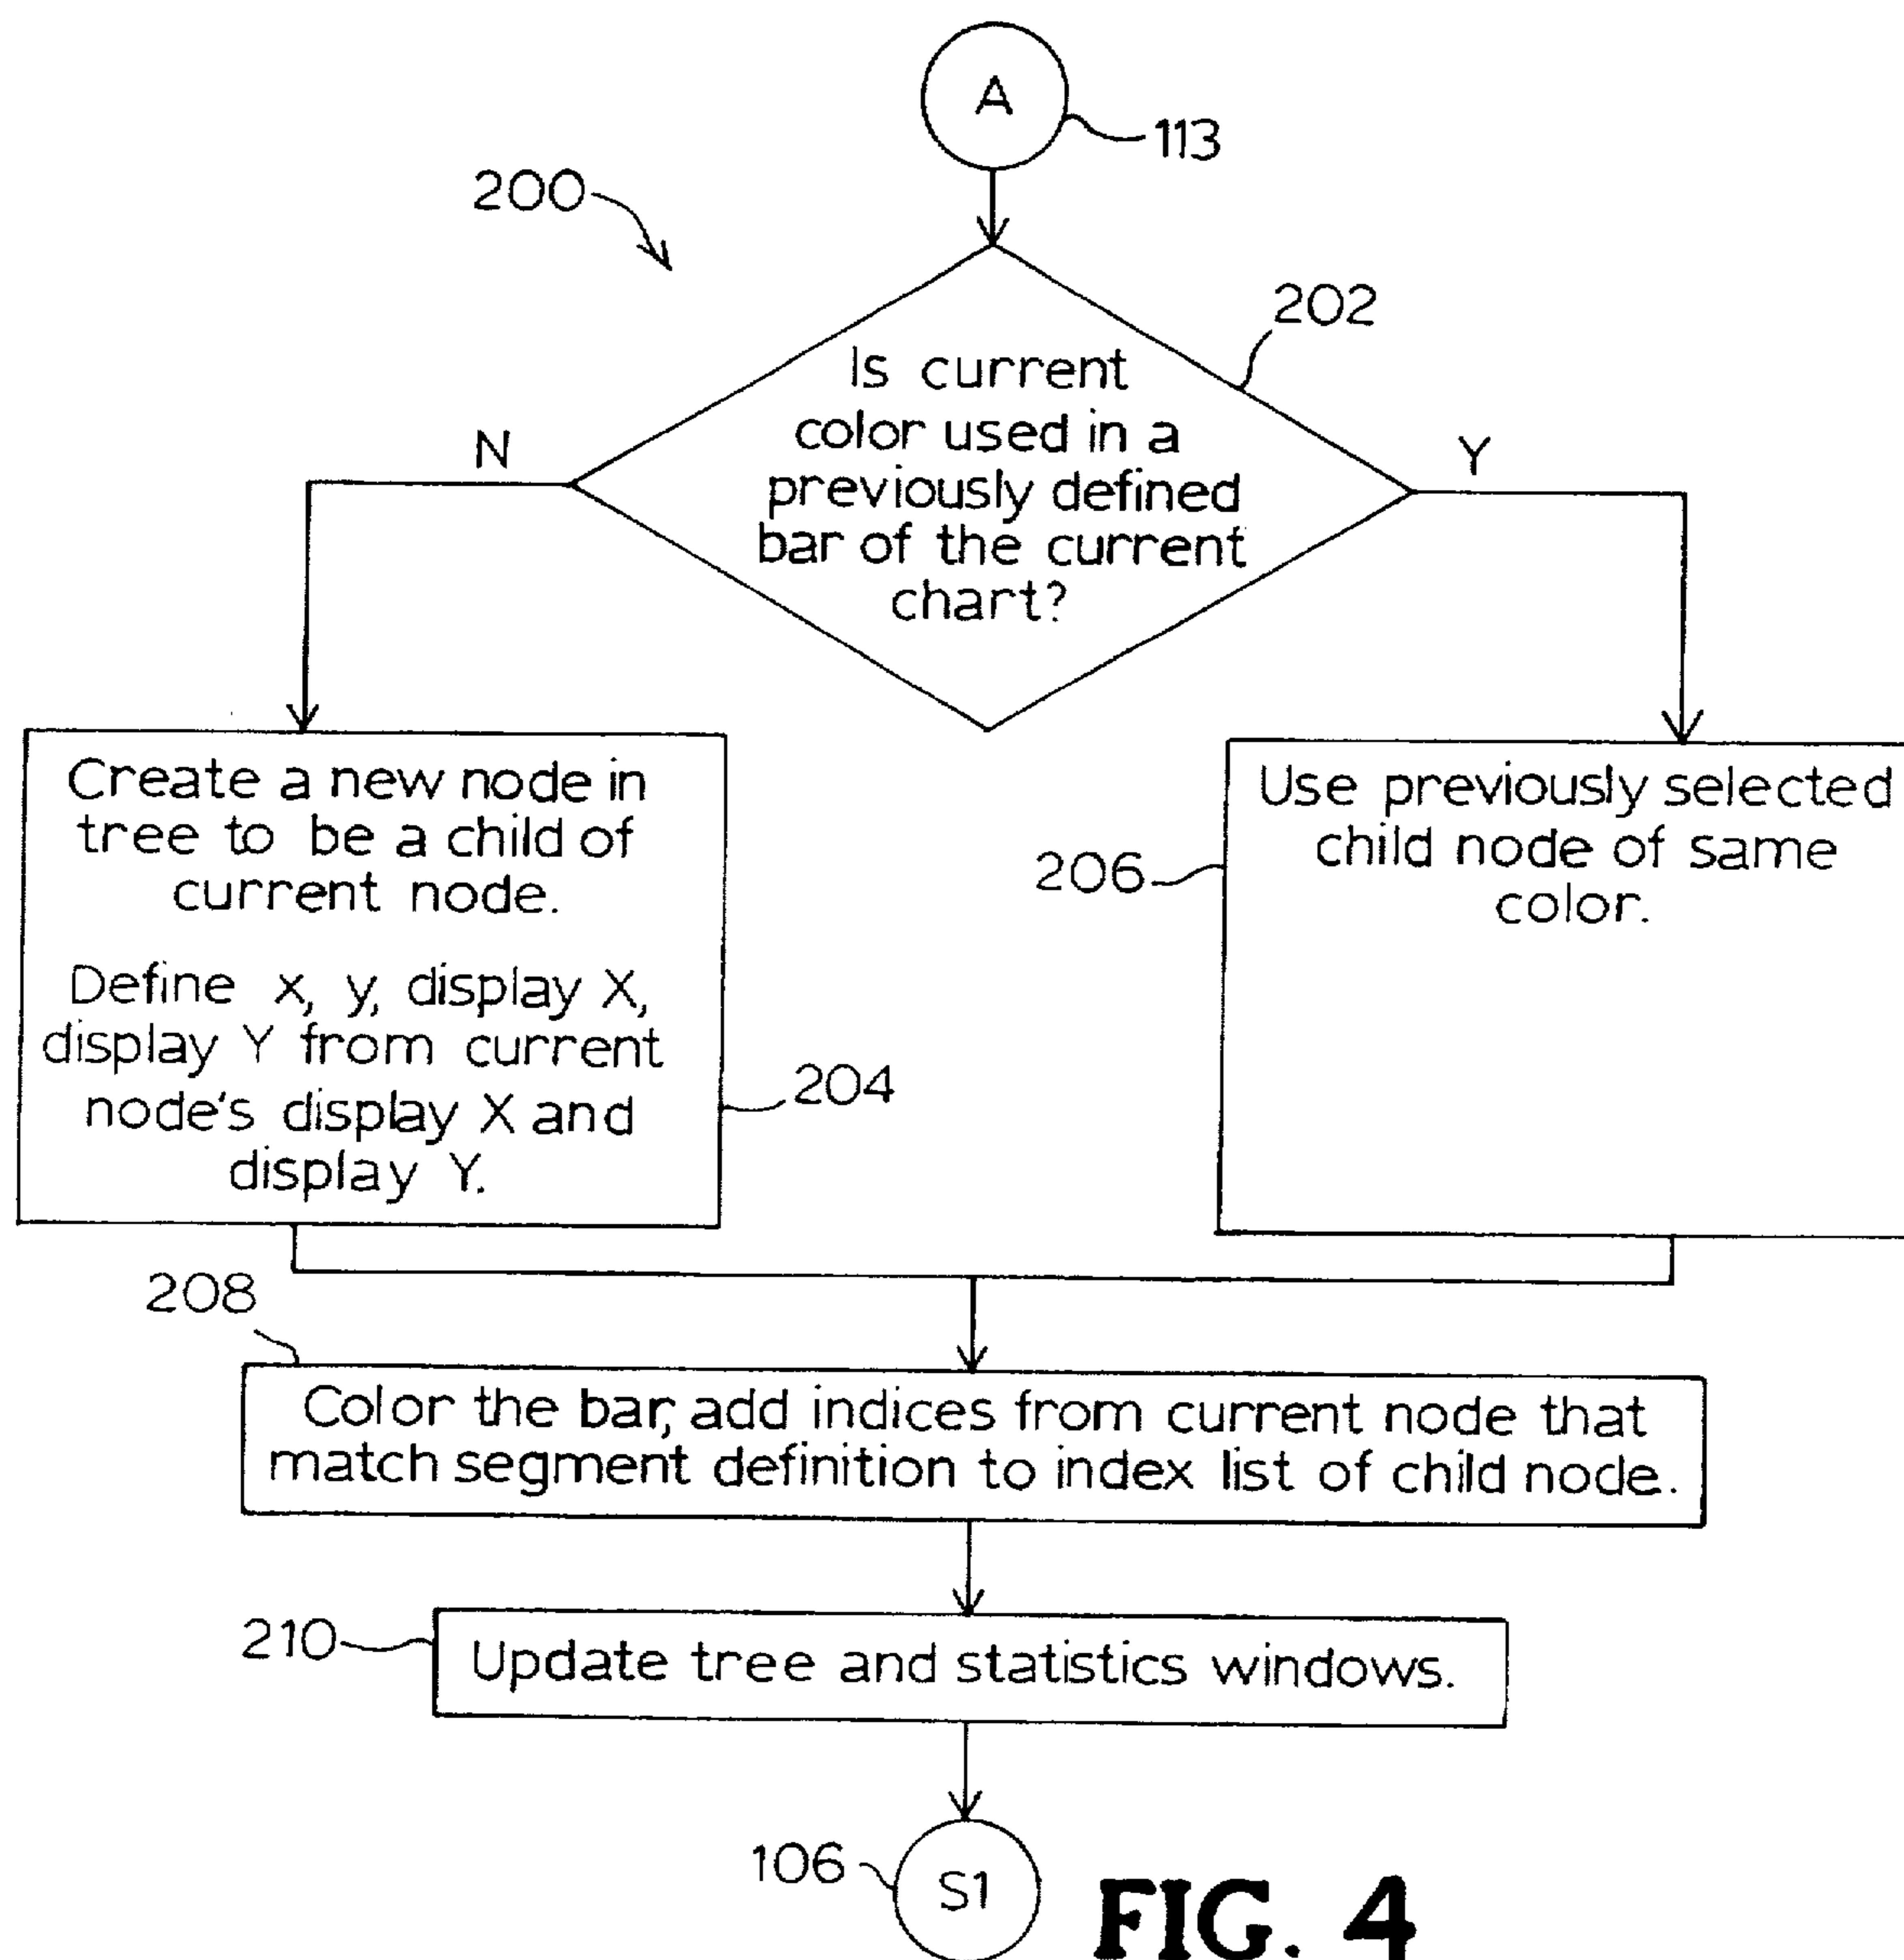 A
113
200
202
Is current
color used in a
previously defined
bar of the current
chart?
N
Y
Create a new node in
tree to be a child of
current node.
Define x, y, display X,
display Y from current
node's display X and
display Y.
204
Use previously selected
child node of same
color.
206
208
Color the bar, add indices from current node that
match segment definition to index list of child node.
210
Update tree and statistics windows.
106
S1
FIG. 4